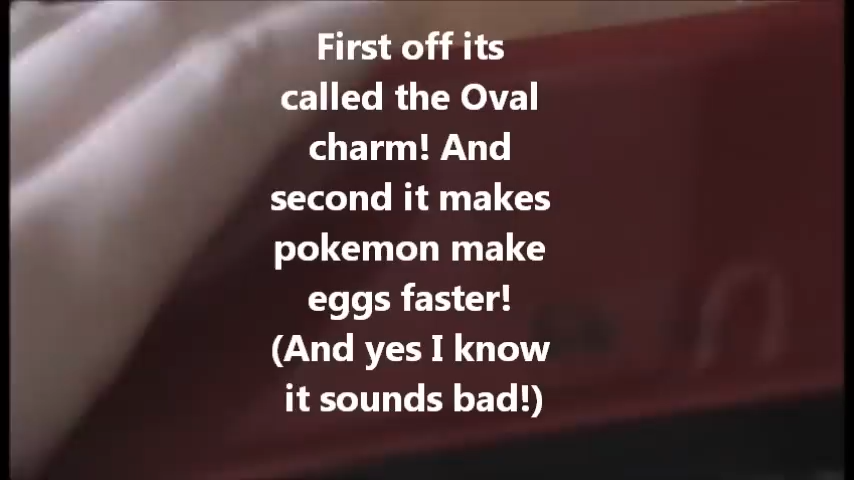 First off its
called the Oval
charm! And
second it makes
pokemon make
eggs faster!
(And yes I know
it sounds bad!)